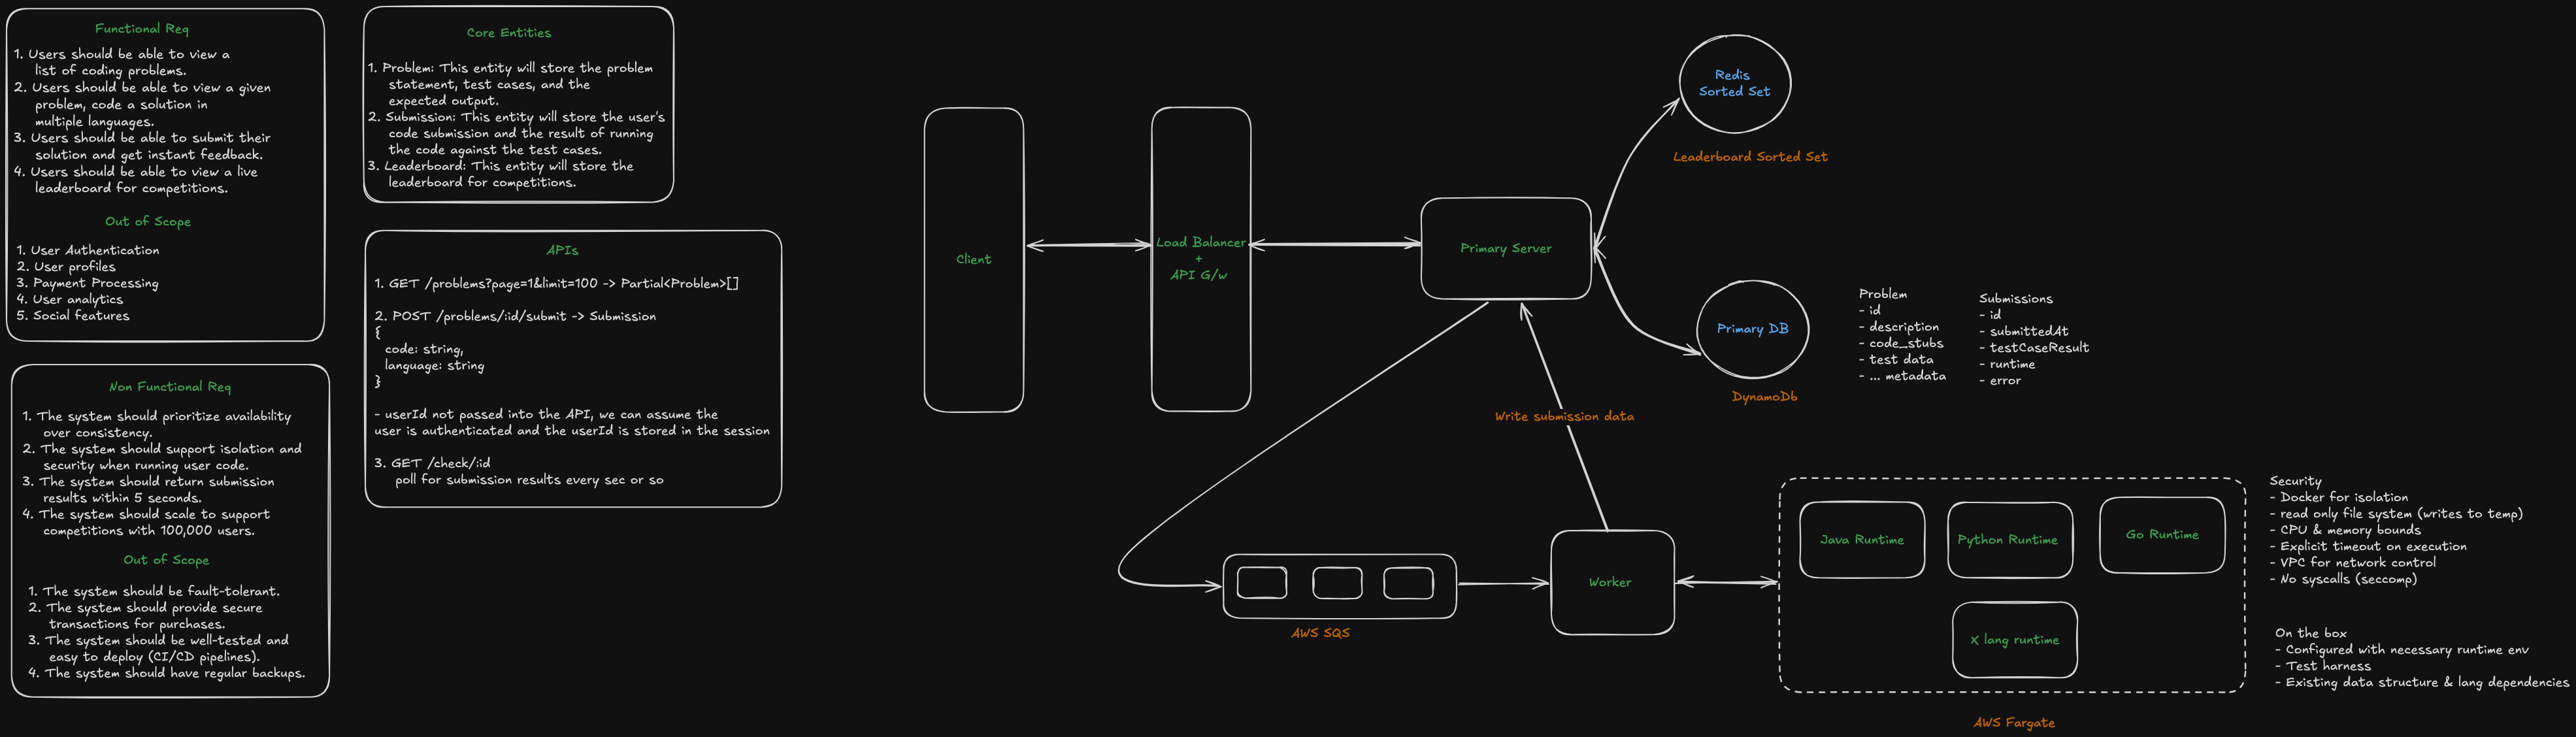 Functional Req
1. Users should be able to view a
list of coding problems.
2. Users should be able to view a given
problem, code a solution in
multiple languages.
3. Users should be able to submit their
solution and get instant feedback.
4. Users should be able to view a live
leaderboard for competitions.
Out of Scope
1. User Authentication
2. User profiles
3. Payment Processing
4. User analytics
5. Social features
Non Functional Req
1. The system should prioritize availability
over consistency.
2. The system should support isolation and
security when running user code.
3. The system should return submission
results within 5 seconds.
4. The system should scale to support
competitions with 100,000 users.
Out of Scope
1. The system should be fault-tolerant.
2. The system should provide secure
transactions for purchases.
3. The system should be well-tested and
easy to deploy (CI/CD pipelines).
4. The system should have regular backups.
Core Entities
1. Problem: This entity will store the problem
statement, test cases, and the
expected output.
2. Submission: This entity will store the user's
code submission and the result of running
the code against the test cases.
3. Leaderboard: This entity will store the
leaderboard for competitions.
APIs
1. GET /problems?page=1&limit=100 -> Partial<Problem>[]
2. POST /problems/:id/submit -> Submission
{
code: string,
language: string
}
- userId not passed into the API, we can assume the
user is authenticated and the userId is stored in the session
3. GET /check/:id
poll for submission results every sec or so
Client
Load Balancer
+
API G/w
Primary Server
Redis
Sorted Set
Leaderboard Sorted Set
Primary DB
DynamoDb
Problem
- id
- description
- code_stubs
- test data
- ... metadata
Submissions
- id
- submittedAt
- testCaseResult
- runtime
- error
Write submission data
AWS SQS
Worker
Java Runtime
Python Runtime
Go Runtime
X lang runtime
AWS Fargate
Security
- Docker for isolation
- read only file system (writes to temp)
- CPU & memory bounds
- Explicit timeout on execution
- VPC for network control
- No syscalls (seccomp)
On the box
- Configured with necessary runtime env
- Test harness
- Existing data structure & lang dependencies